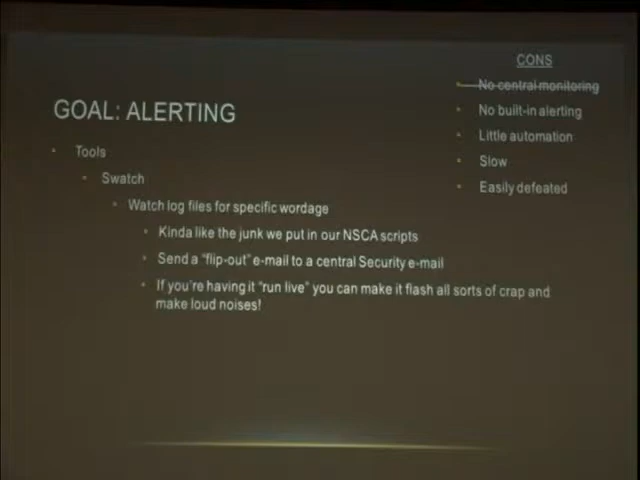 CONS
No central monitoring
GOAL: ALERTING
No built-in alerting
Little automation
Slow
Easily defeated
Tools
Swatch
Watch log files for specific wordage
Kinda like the junk we put in our NSCA scripts
Send a "flip-out" e-mail to a central Security e-mail
If you're having it "run live" you can make it flash all sorts of crap and
make loud noises!